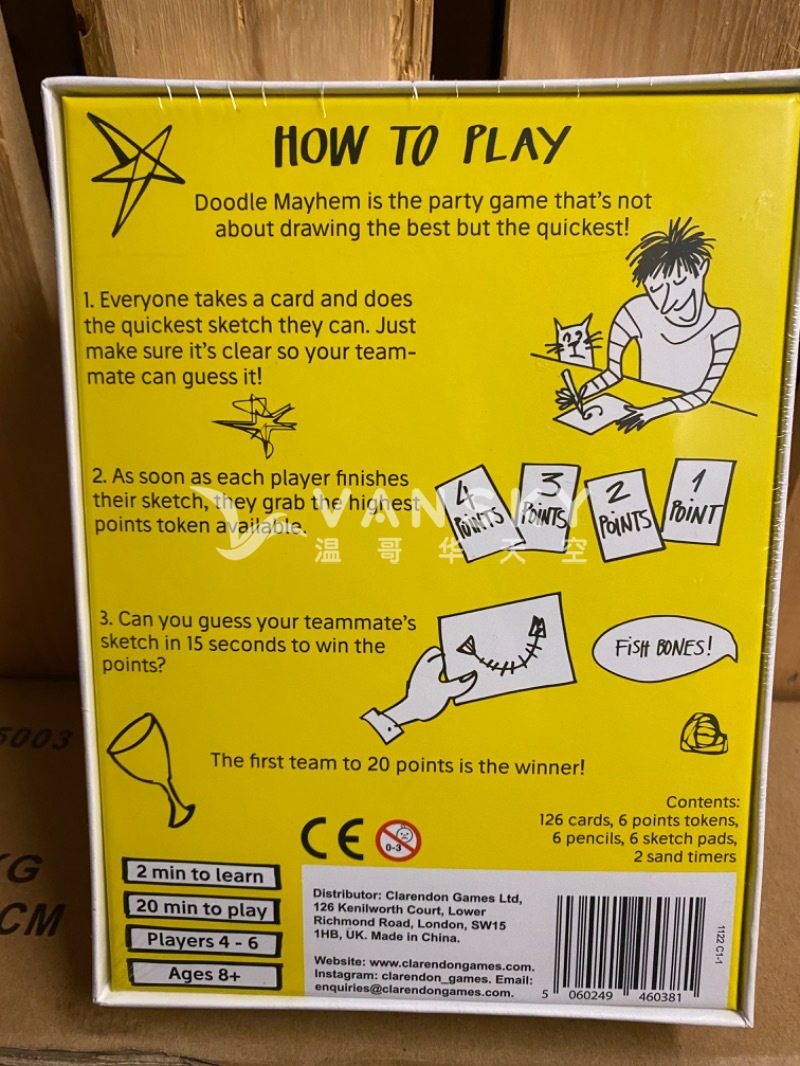 HOW TO PLAY
Doodle Mayhem is the party game that's not
about drawing the best but the quickest!
1. Everyone takes a card and does
the quickest sketch they can. Just
make sure it's clear so your team-
mate can guess it!
2. As soon as each player finishes
their sketch, they grab the highest
points token available.
4
POINTS
3
POINTS
2
POINTS
1
POINT
VANSKY
温哥华天空
3. Can you guess your teammate's
sketch in 15 seconds to win the
points?
FISH BONES!
5003
The first team to 20 points is the winner!
Contents:
126 cards, 6 points tokens,
6 pencils, 6 sketch pads,
2 sand timers
CE
0-3
G
CM
2 min to learn
20 min to play
Players 4 - 6
Ages 8+
Distributor: Clarendon Games Ltd,
126 Kenilworth Court, Lower
Richmond Road, London, SW15
1HB, UK. Made in China.
Website: www.clarendongames.com.
Instagram: clarendon_games. Email:
enquiries@clarendongames.com.
5 060249 460381
1122 C1-1